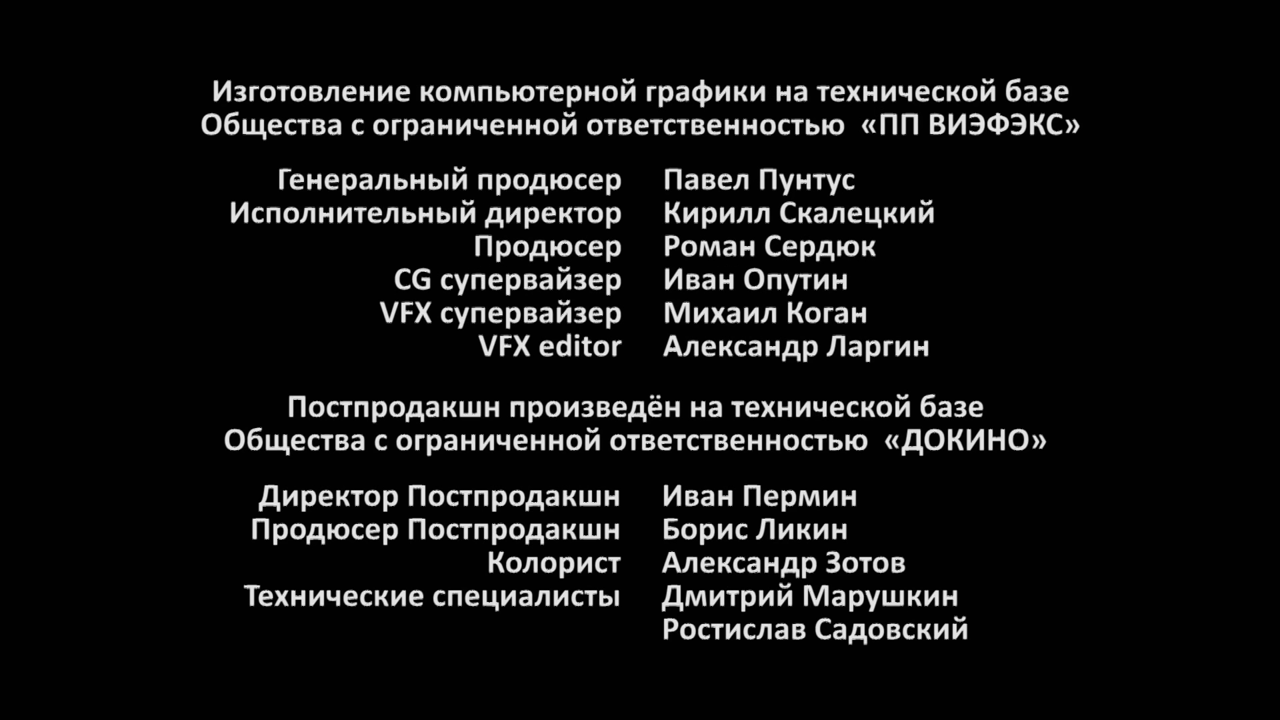 Изготовление компьютерной графики на технической базе
Общества с ограниченной ответственностью «ПП ВИЭФЭКС»
Генеральный продюсер Павел Пунтус
Исполнительный директор Кирилл Скалецкий
Продюсер Роман Сердюк
CG супервайзер Иван Опутин
VFX супервайзер Михаил Коган
VFX editor Александр Ларгин
Постпродакшн произведён на технической базе
Общества с ограниченной ответственностью «ДОКИНО»
Директор Постпродакшн Иван Пермин
Продюсер Постпродакшн Борис Ликин
Колорист Александр Зотов
Технические специалисты Дмитрий Марушкин
Ростислав Садовский